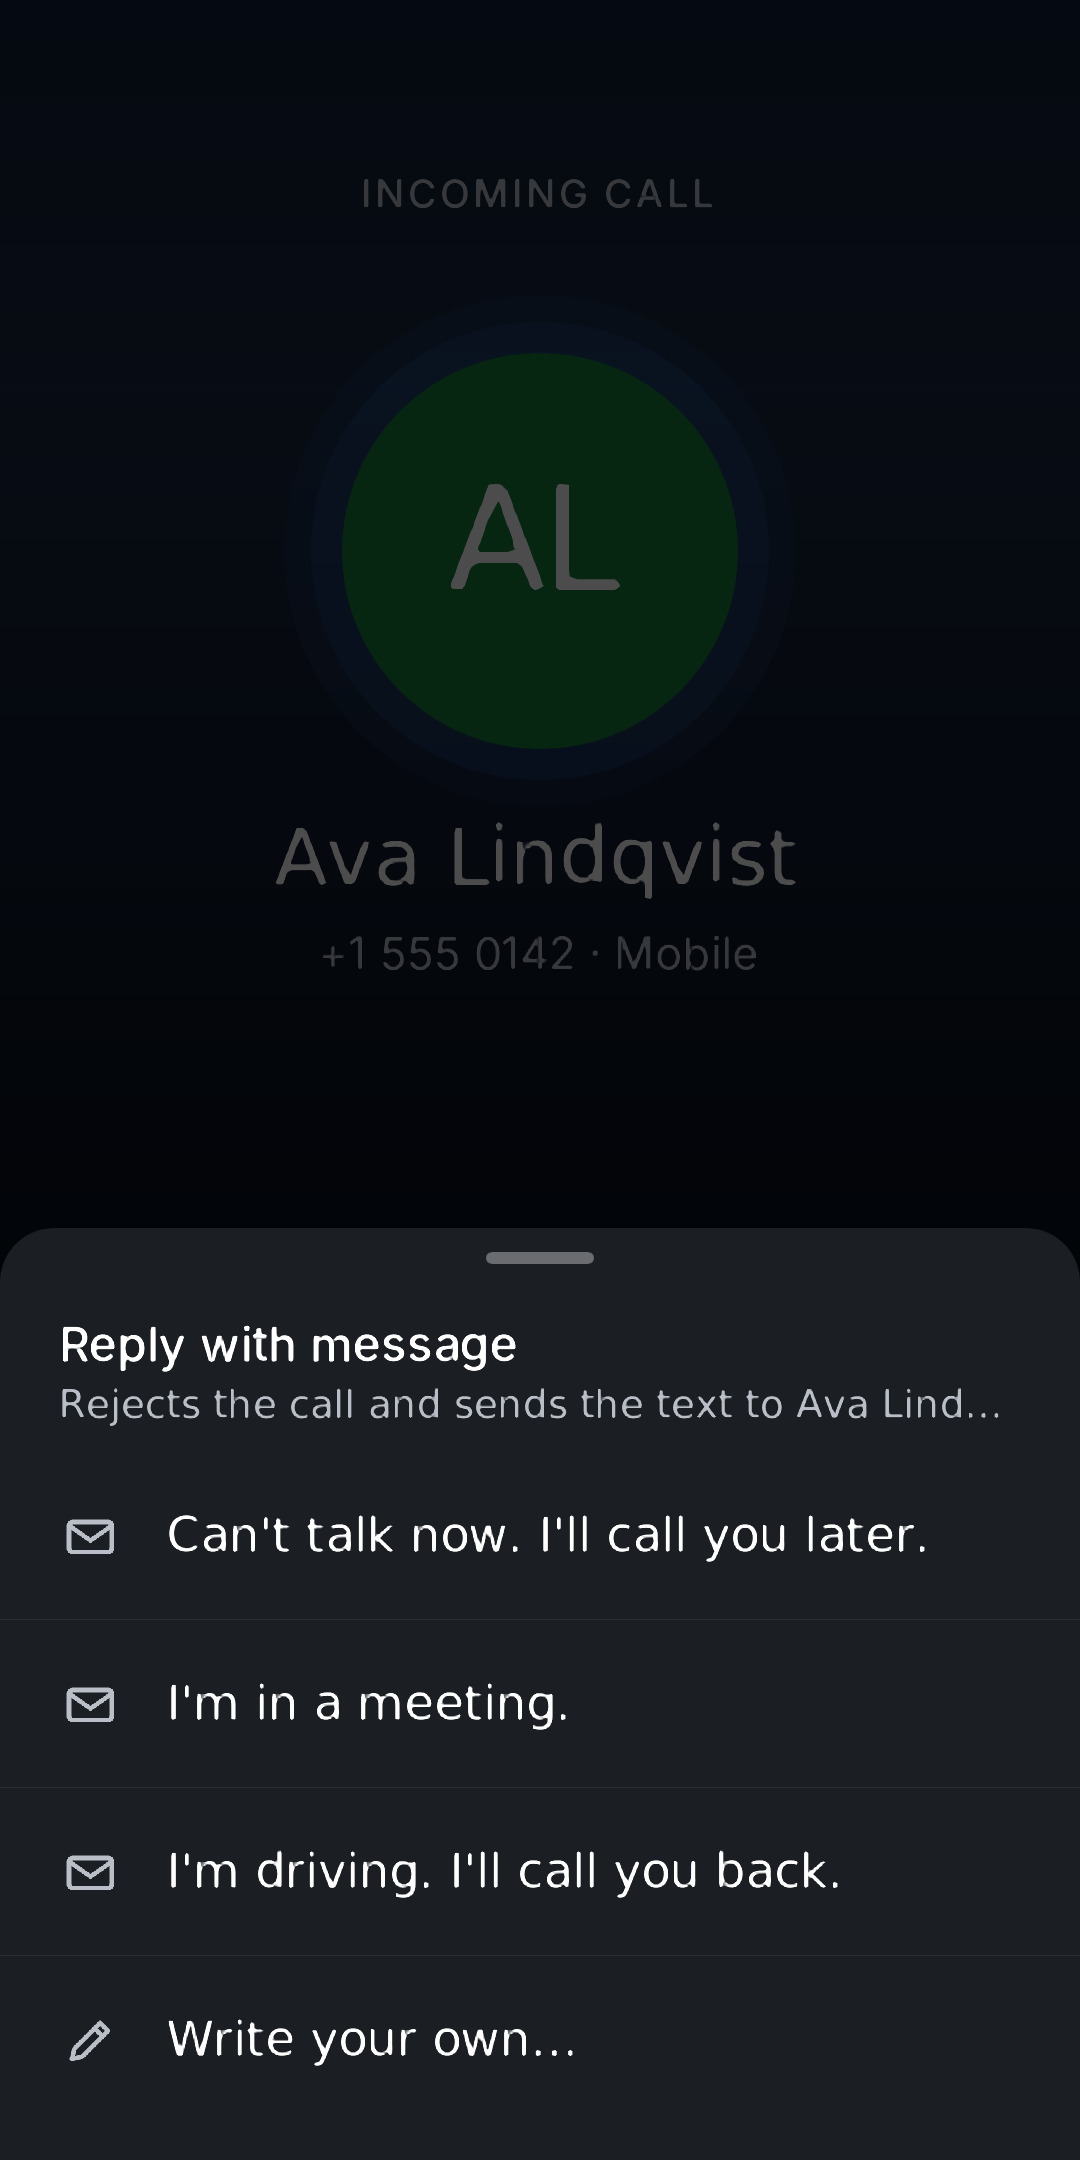 INCOMING CALL
AL
Ava Lindqvist
+1 555 0142 · Mobile
Reply with message
Rejects the call and sends the text to Ava Lind...
Can't talk now. I'll call you later.
I'm in a meeting.
I'm driving. I'll call you back.
Write your own...